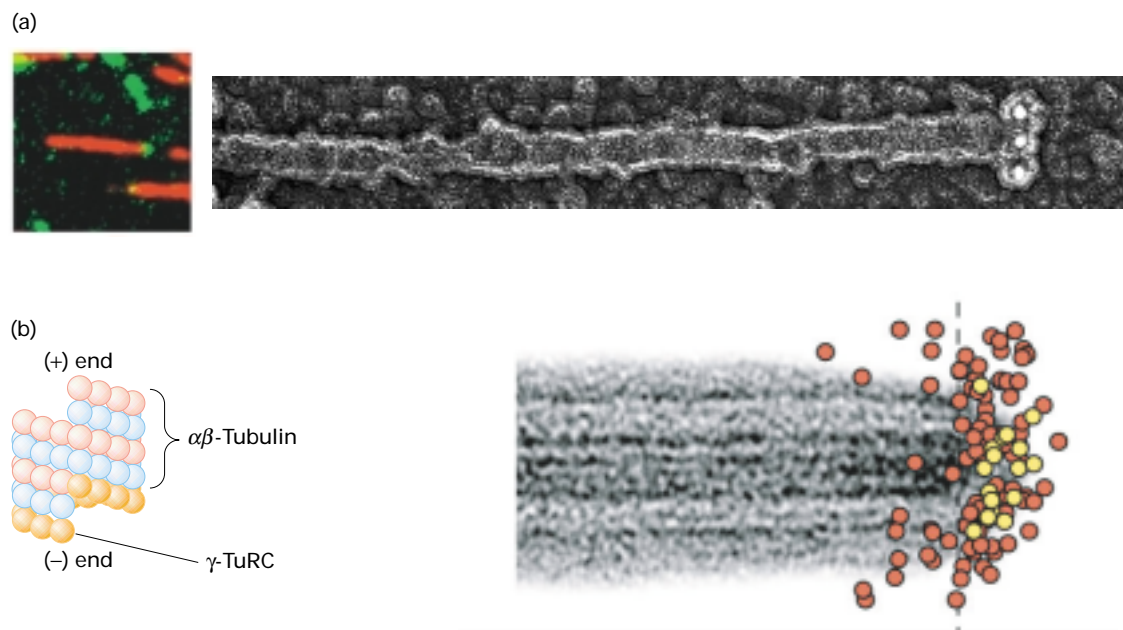 (a)
(b)
(+) end
αβ-Tubulin
(−) end
γ-TuRC